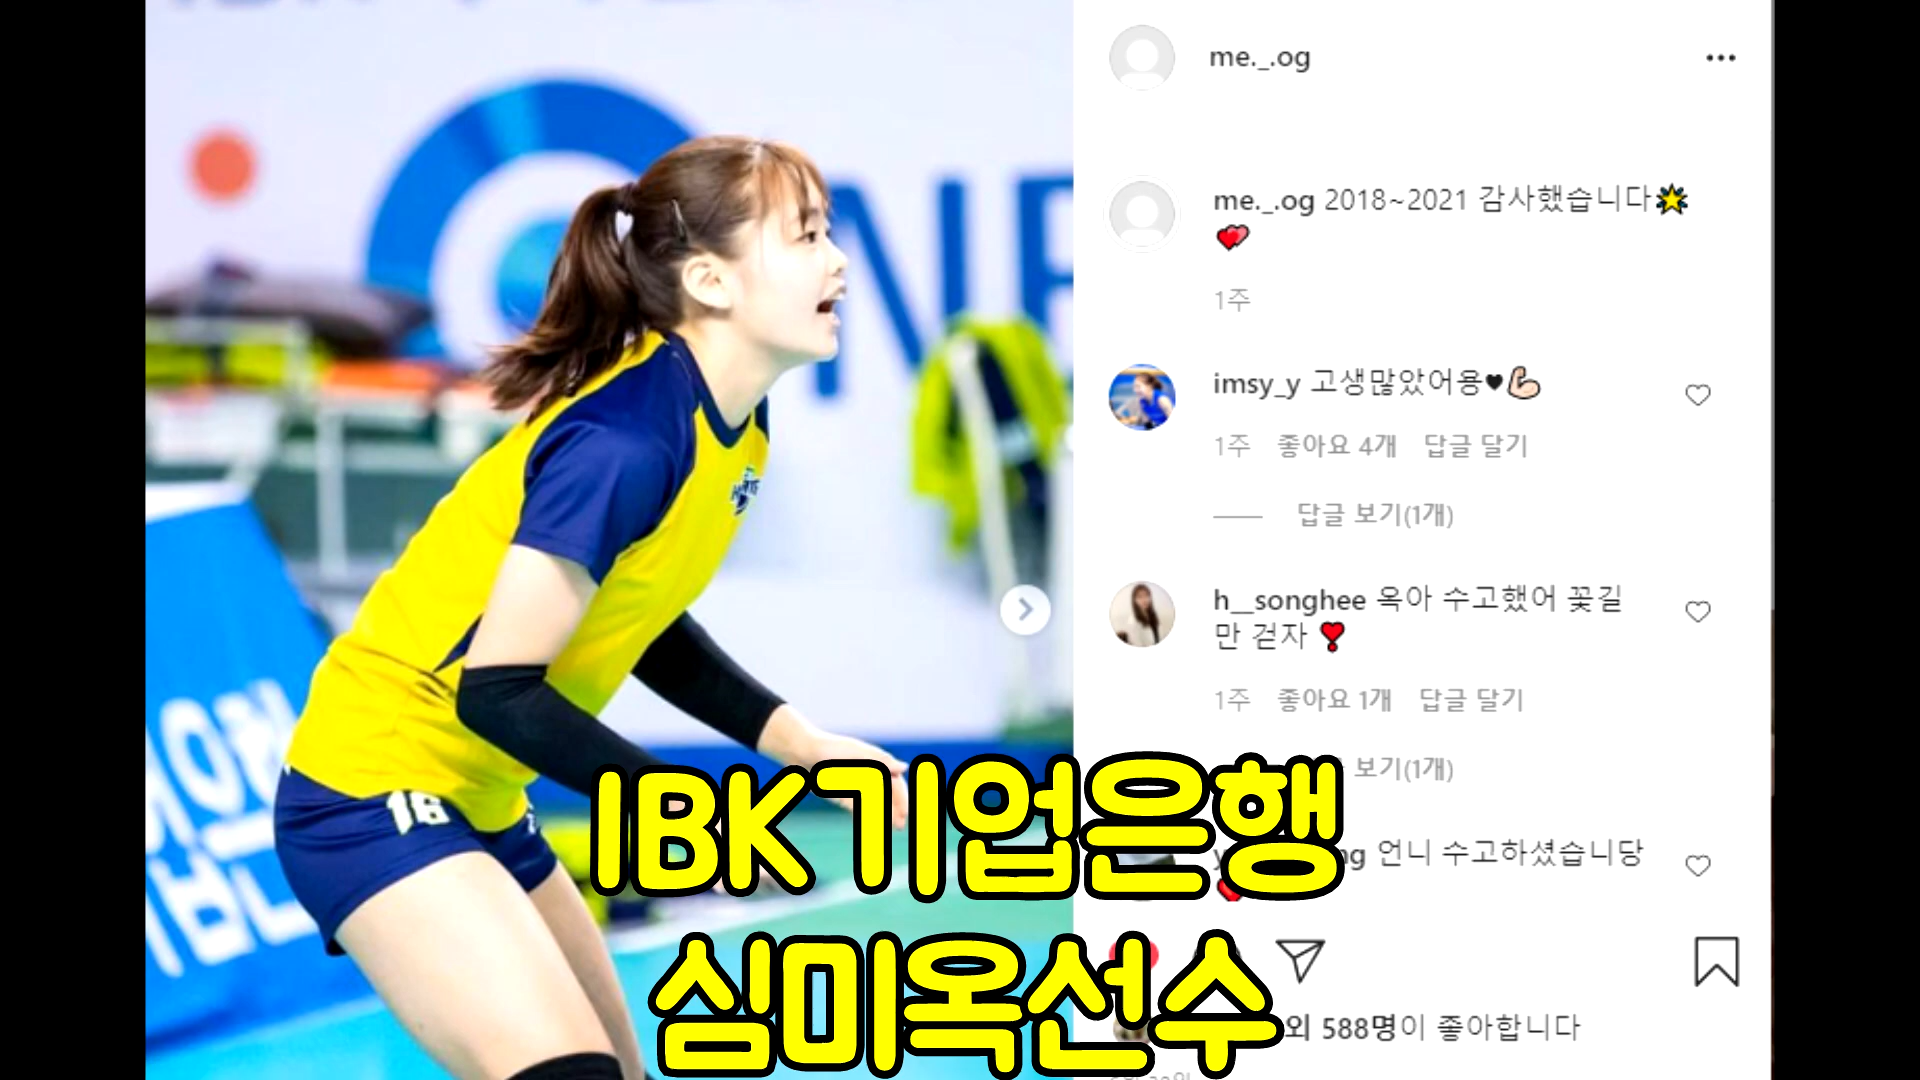 me._.og
me._.og 2018~2021 감사했습니다🌟
💕
1주
imsy_y 고생많았어용♥💪🏻
1주 좋아요 4개 답글 달기
답글 보기(1개)
h__songhee 옥아 수고했어 꽃길
만 걷자❣️
1주 좋아요 1개 답글 달기
보기(1개)
언니 수고하셨습니당
외 588명이 좋아합니다
16
IBK기업은행
심미옥선수